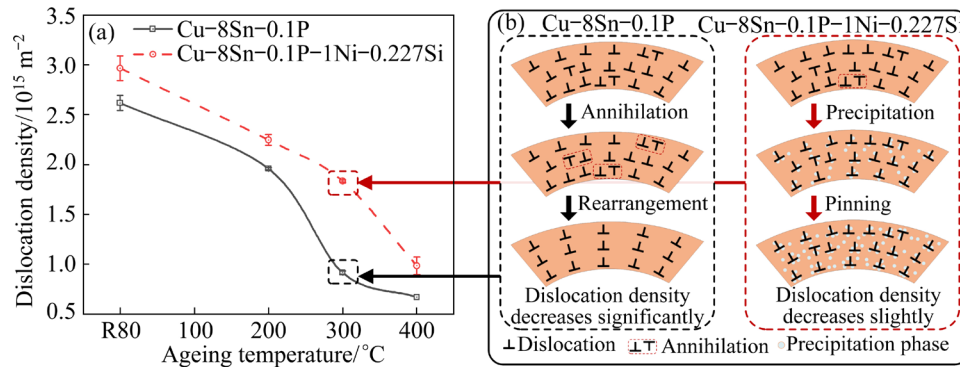 (a)
Cu−8Sn−0.1P
Cu−8Sn−0.1P−1Ni−0.227Si
Dislocation density/10¹⁵ m⁻²
3.5
3.0
2.5
2.0
1.5
1.0
0.5
R80 100 200 300 400
Ageing temperature/°C
(b)
Cu−8Sn−0.1P
Annihilation
Rearrangement
Dislocation density
decreases significantly
Cu−8Sn−0.1P−1Ni−0.227Si
Precipitation
Pinning
Dislocation density
decreases slightly
Dislocation Annihilation Precipitation phase